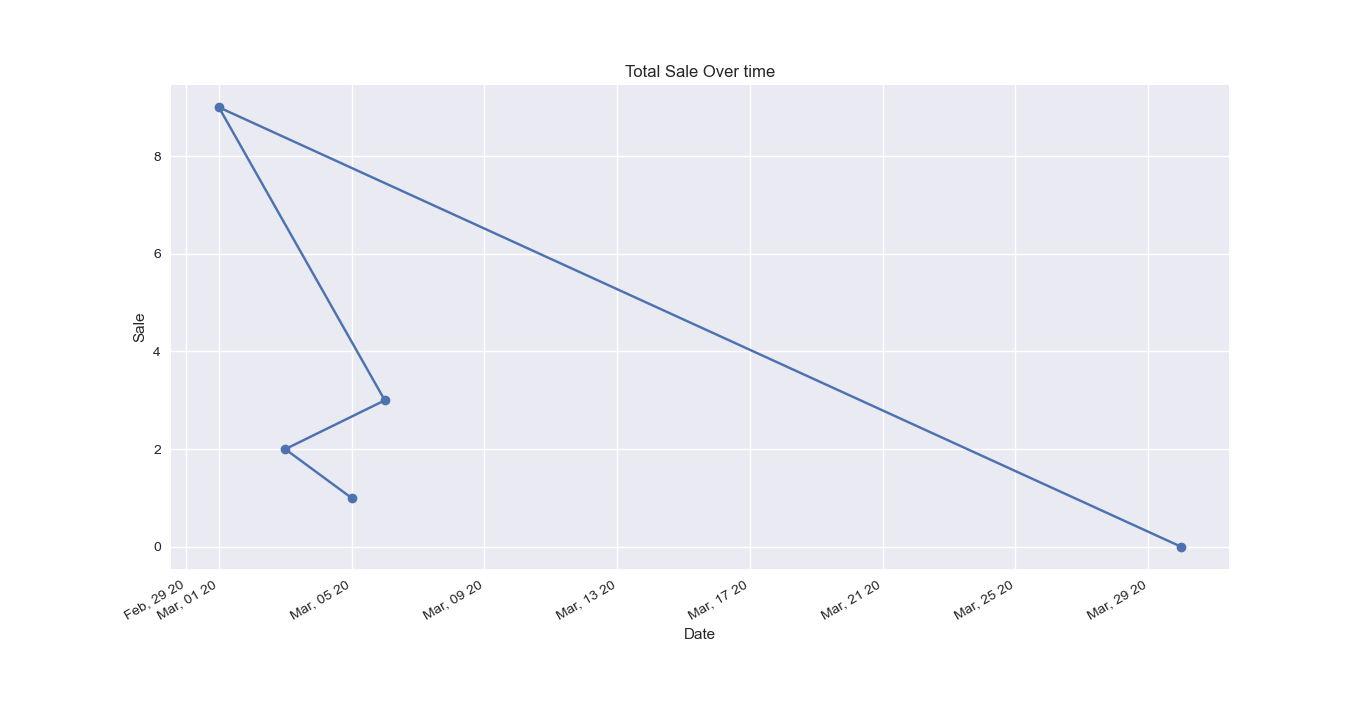 Total Sale Over time
8
6
4
2
0
Sale
Feb, 29 20
Mar, 01 20
Mar, 05 20
Mar, 09 20
Mar, 13 20
Mar, 17 20
Mar, 21 20
Mar, 25 20
Mar, 29 20
Date